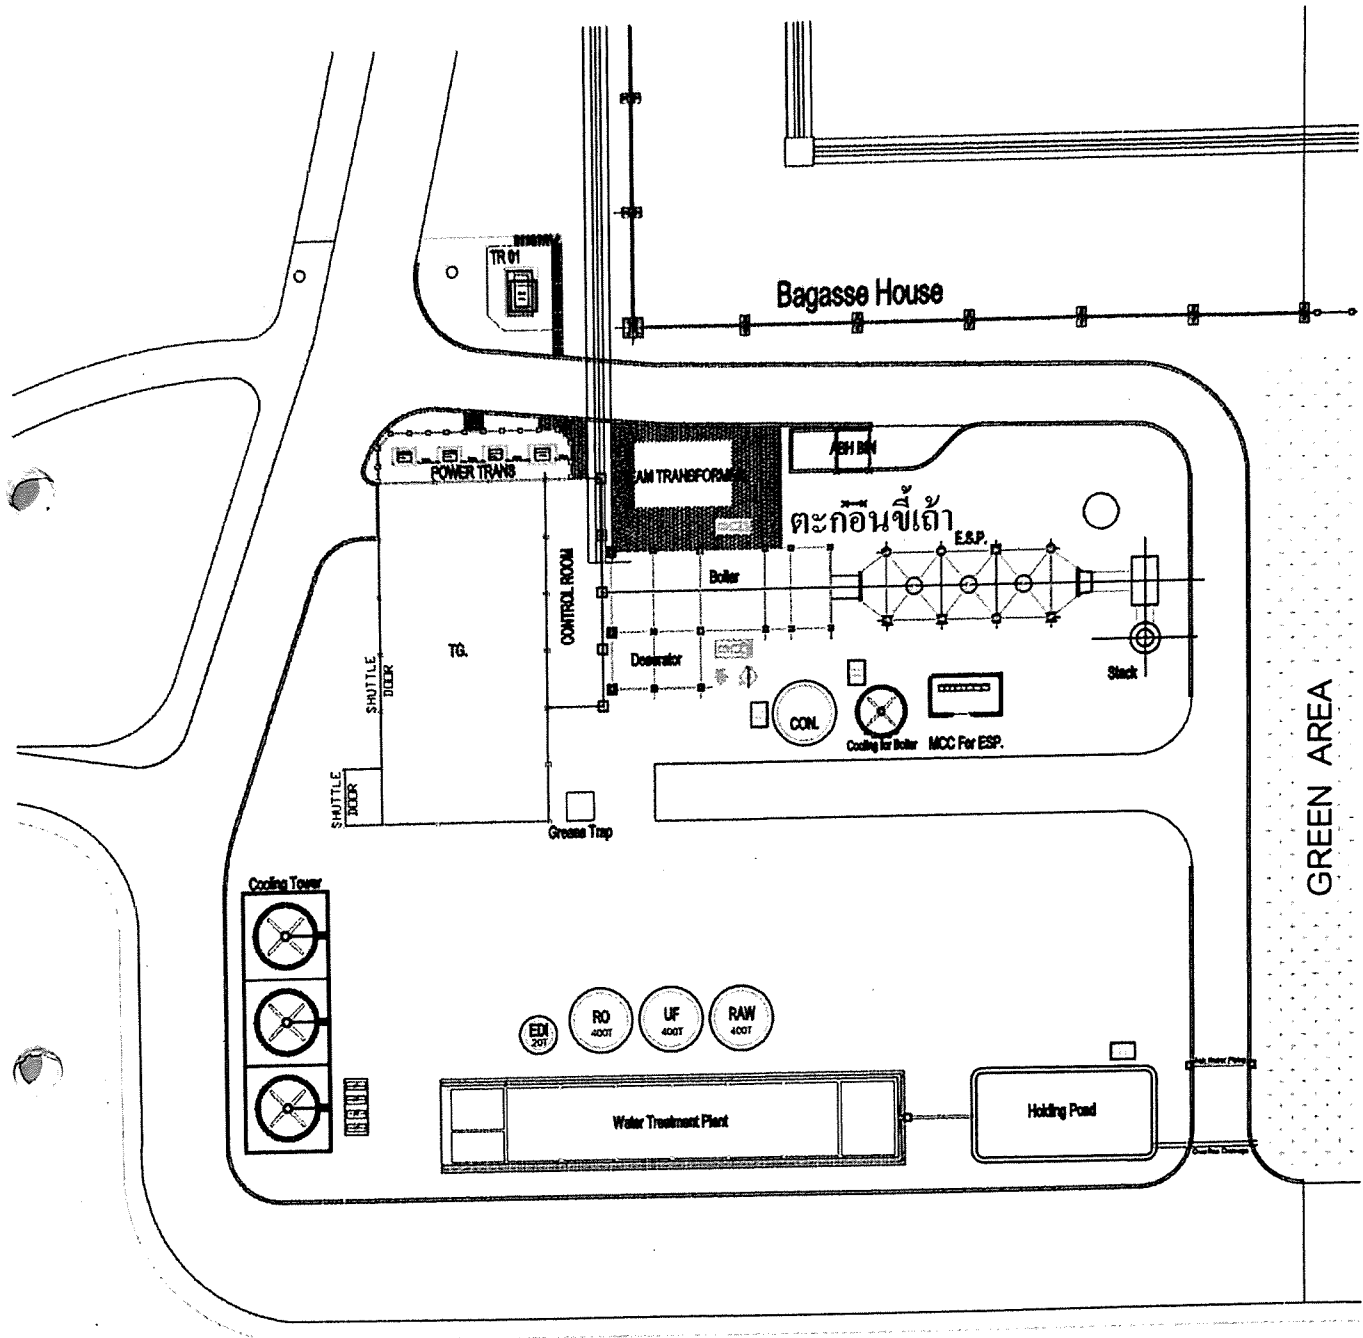 TR 01
Bagasse House
POWER TRANS
EAM TRANSFORMER
ASH BIN
ตะกอนขี้เถ้า
E.S.P.
CONTROL ROOM
Boiler
TG.
Deaerator
SHUTTLE
DOOR
Stack
CON.
Cooling for Boiler
MCC For ESP.
SHUTTLE
DOOR
Grease Trap
GREEN AREA
Cooling Tower
EDI
20T
RO
400T
UF
400T
RAW
400T
Water Treatment Plant
Holding Pond